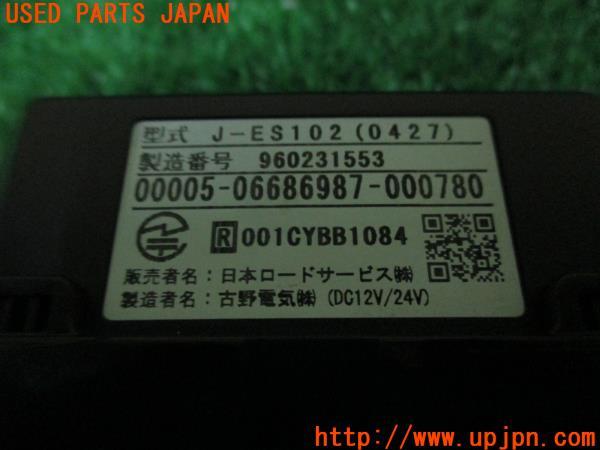 USED PARTS JAPAN
型式 J-ES102(0427)
製造番号 960231553
00005-06686987-000780
R 001CYBB1084
販売者名：日本ロードサービス㈱
製造者名：古野電気㈱ (DC12V/24V)
U.P.JAPAN
http://www.upjpn.com